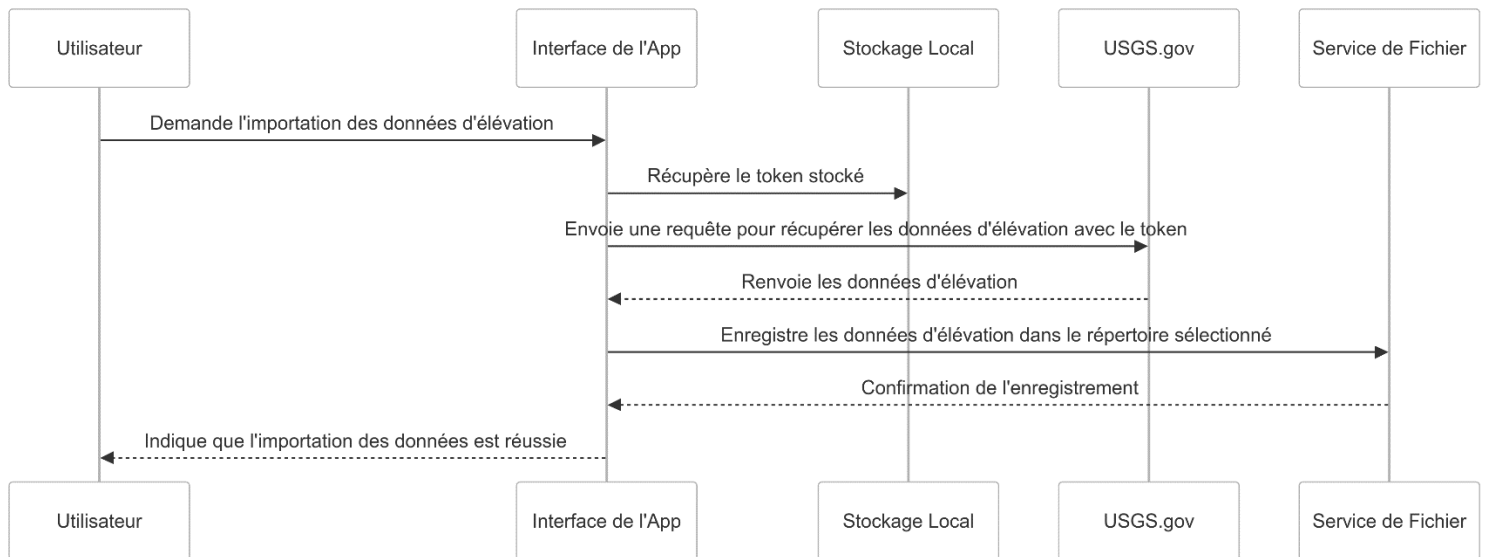 Utilisateur
Interface de l'App
Stockage Local
USGS.gov
Service de Fichier
Demande l'importation des données d'élévation
Récupère le token stocké
Envoie une requête pour récupérer les données d'élévation avec le token
Renvoie les données d'élévation
Enregistre les données d'élévation dans le répertoire sélectionné
Confirmation de l'enregistrement
Indique que l'importation des données est réussie
Utilisateur
Interface de l'App
Stockage Local
USGS.gov
Service de Fichier